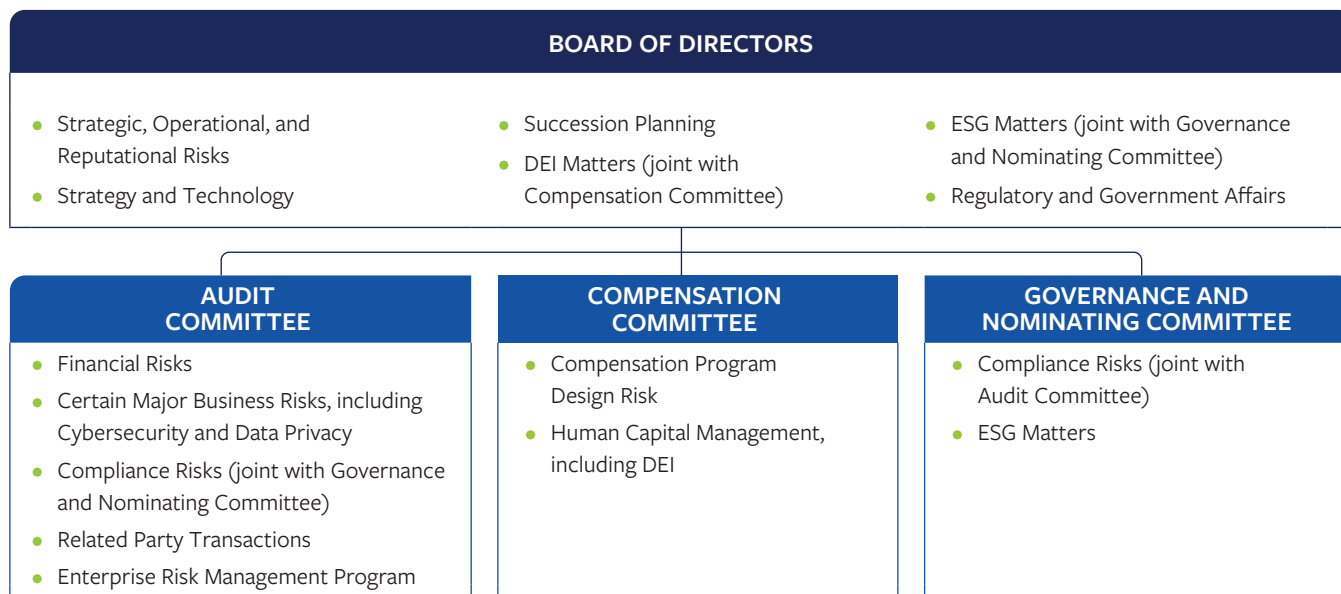 BOARD OF DIRECTORS
Strategic, Operational, and
Reputational Risks
Strategy and Technology
Succession Planning
DEI Matters (joint with
Compensation Committee)
ESG Matters (joint with Governance
and Nominating Committee)
Regulatory and Government Affairs
AUDIT
COMMITTEE
Financial Risks
Certain Major Business Risks, including
Cybersecurity and Data Privacy
Compliance Risks (joint with Governance
and Nominating Committee)
Related Party Transactions
Enterprise Risk Management Program
COMPENSATION
COMMITTEE
Compensation Program
Design Risk
Human Capital Management,
including DEI
GOVERNANCE AND
NOMINATING COMMITTEE
Compliance Risks (joint with
Audit Committee)
ESG Matters